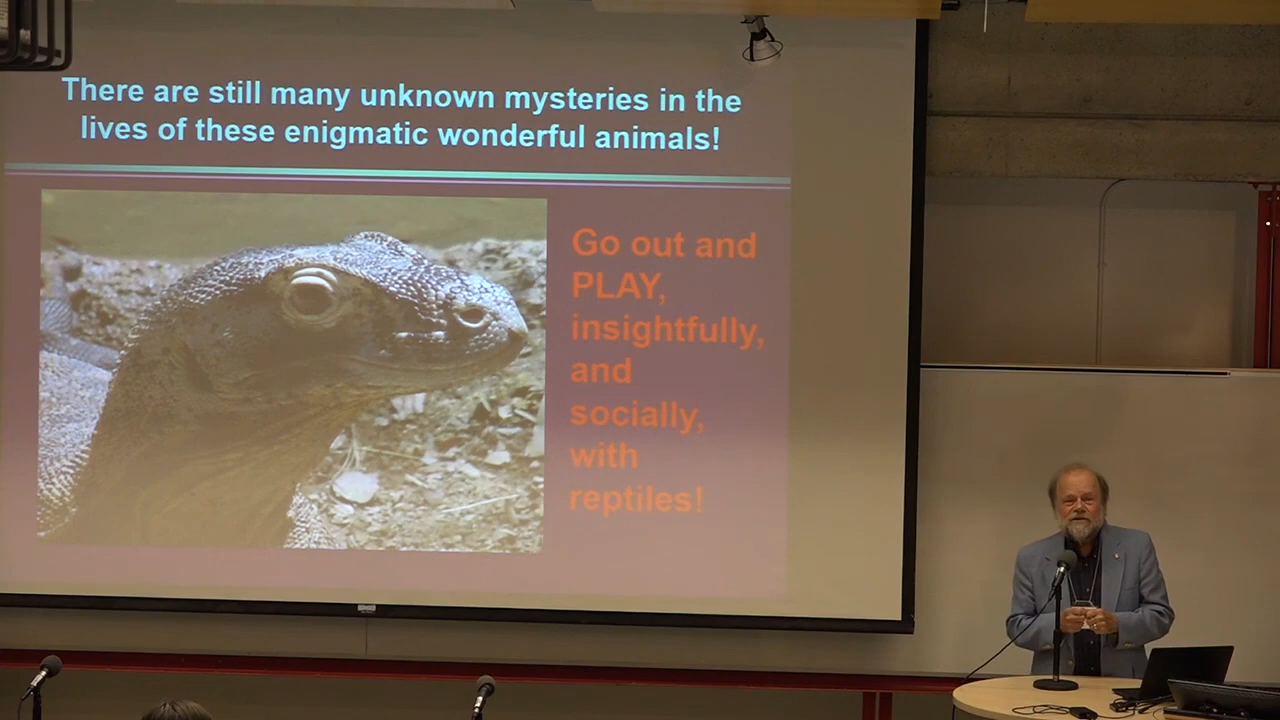 There are still many unknown mysteries in the
lives of these enigmatic wonderful animals!
Go out and
PLAY,
insightfully,
and
socially,
with
reptiles!